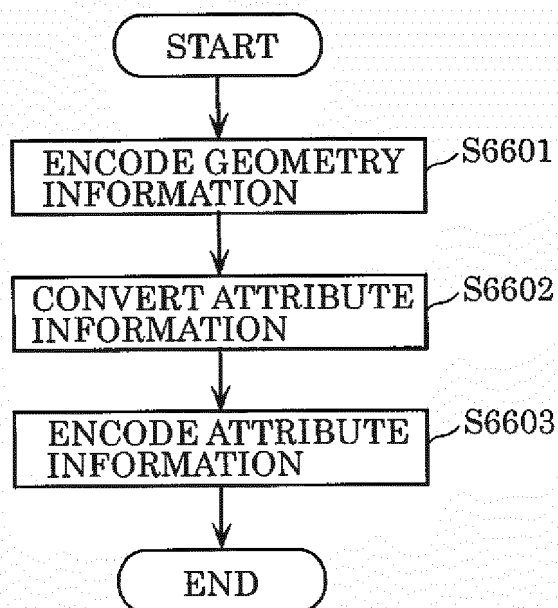 START
ENCODE GEOMETRY
INFORMATION
S6601
CONVERT ATTRIBUTE
INFORMATION
S6602
ENCODE ATTRIBUTE
INFORMATION
S6603
END